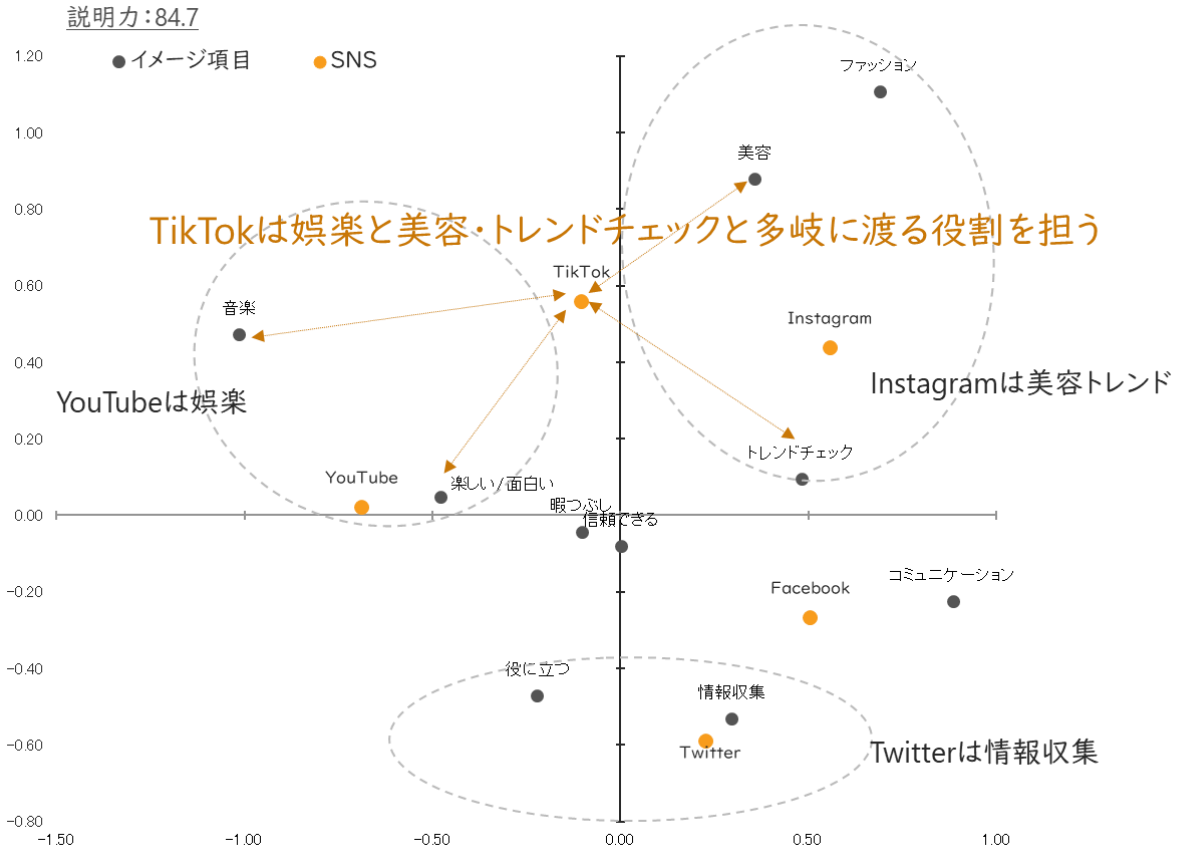 説明力：84.7
イメージ項目
SNS
1.20
ファッション
1.00
美容
0.80
TikTokは娯楽と美容・トレンドチェックと多岐に渡る役割を担う
0.60
TikTok
音楽
Instagram
0.40
Instagramは美容トレンド
YouTubeは娯楽
0.20
トレンドチェック
YouTube
楽しい/面白い
暇つぶし
信頼できる
0.00
コミュニケーション
-0.20
Facebook
-0.40
役に立つ
情報収集
-0.60
Twitter
Twitterは情報収集
-0.80
-1.50
-1.00
-0.50
0.00
0.50
1.00